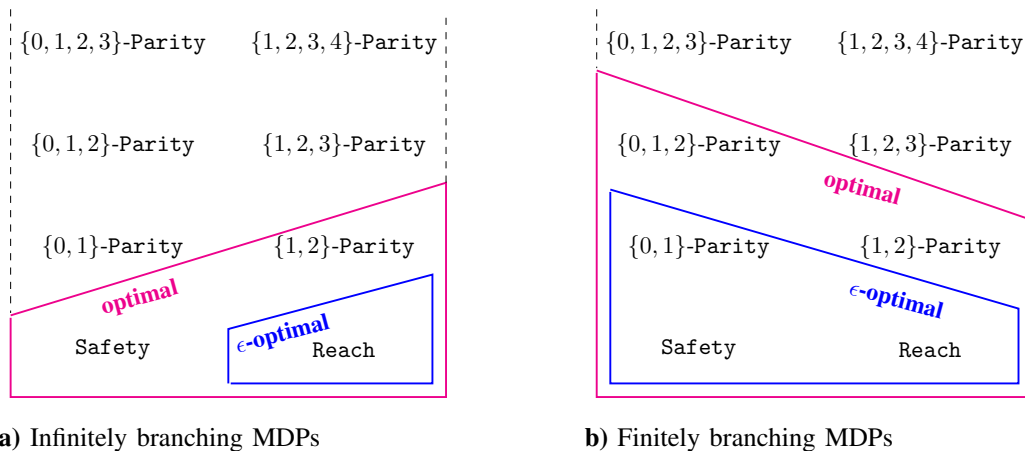 {0, 1, 2, 3}-Parity {1, 2, 3, 4}-Parity
{0, 1, 2}-Parity {1, 2, 3}-Parity
{0, 1}-Parity {1, 2}-Parity
optimal
ϵ-optimal
Safety Reach
a) Infinitely branching MDPs
{0, 1, 2, 3}-Parity {1, 2, 3, 4}-Parity
{0, 1, 2}-Parity {1, 2, 3}-Parity
optimal
{0, 1}-Parity {1, 2}-Parity
ϵ-optimal
Safety Reach
b) Finitely branching MDPs